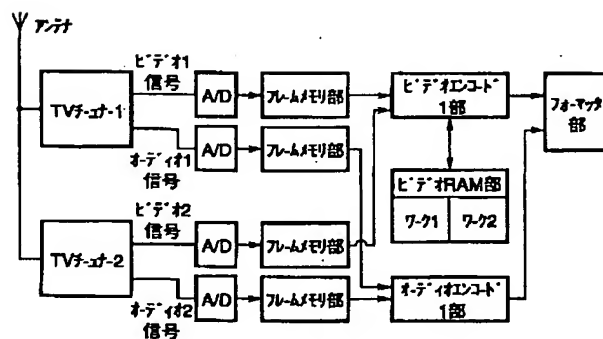 アンテナ
ビデオ1
信号
A/D
フレームメモリ部
ビデオエンコード
1部
フォーマッタ
部
TVチューナー1
オーディオ1
信号
A/D
フレームメモリ部
ビデオRAM部
ワーク1
ワーク2
ビデオ2
信号
A/D
フレームメモリ部
TVチューナー2
オーディオ2
信号
A/D
フレームメモリ部
オーディオエンコード
1部